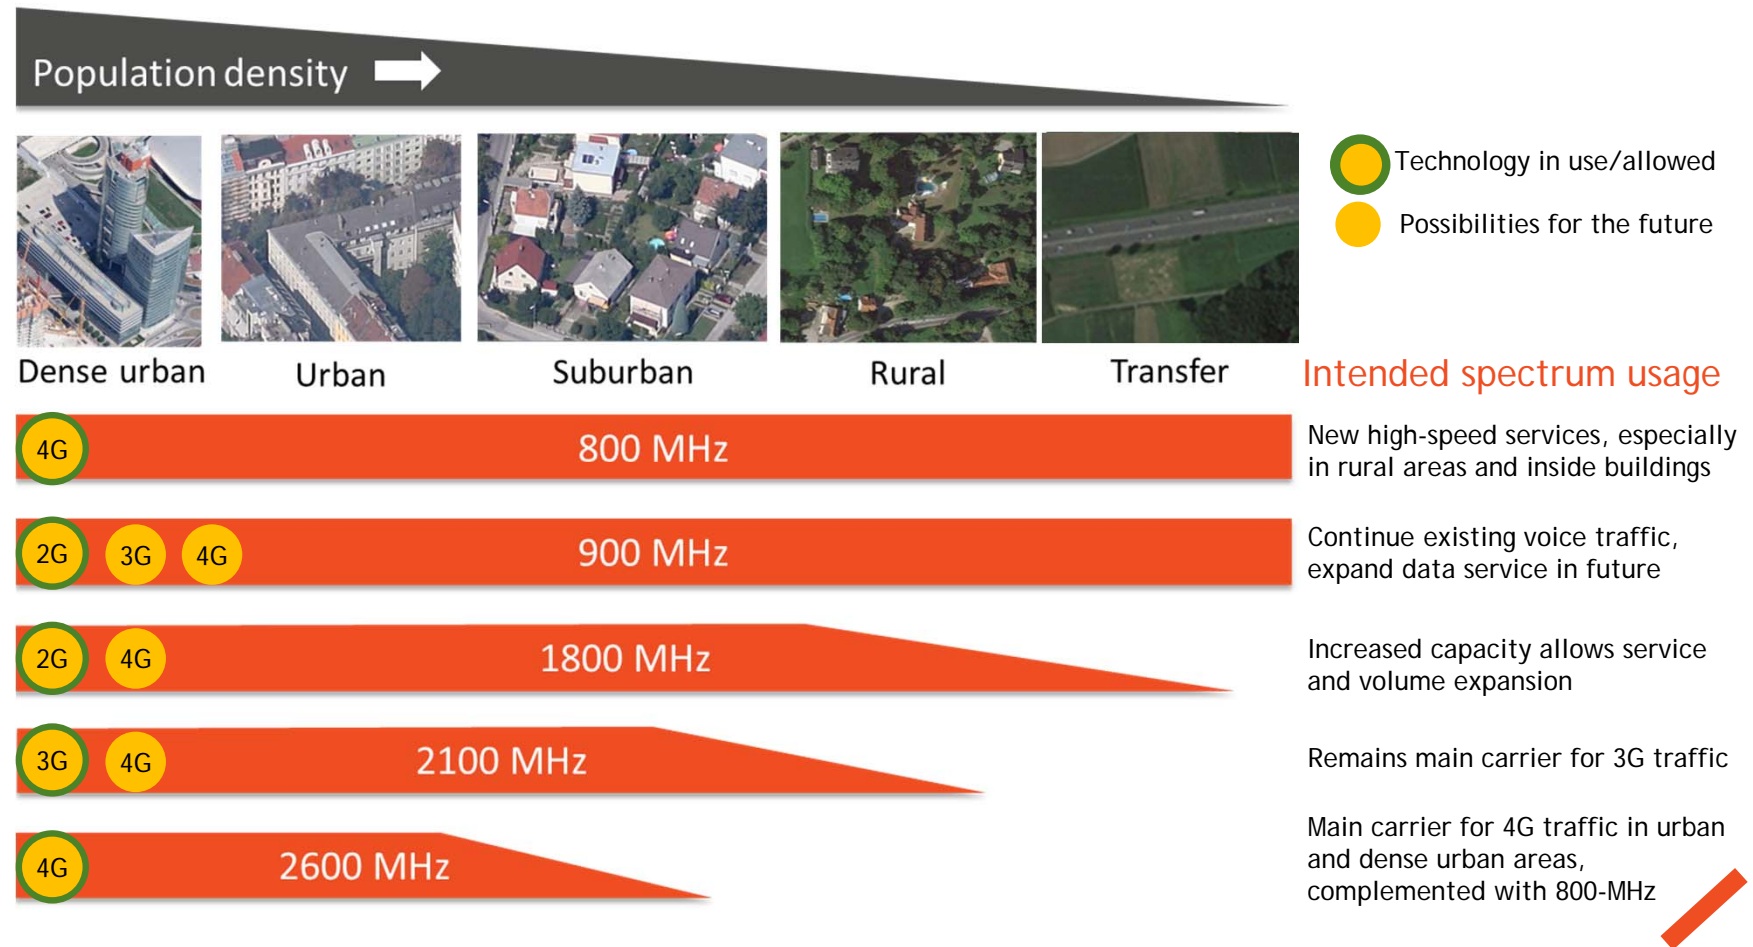 Population density
Technology in use/allowed
Possibilities for the future
Dense urban
Urban
Suburban
Rural
Transfer
Intended spectrum usage
4G
800 MHz
New high-speed services, especially
in rural areas and inside buildings
2G
3G
4G
900 MHz
Continue existing voice traffic,
expand data service in future
2G
4G
1800 MHz
Increased capacity allows service
and volume expansion
3G
4G
2100 MHz
Remains main carrier for 3G traffic
4G
2600 MHz
Main carrier for 4G traffic in urban
and dense urban areas,
complemented with 800-MHz